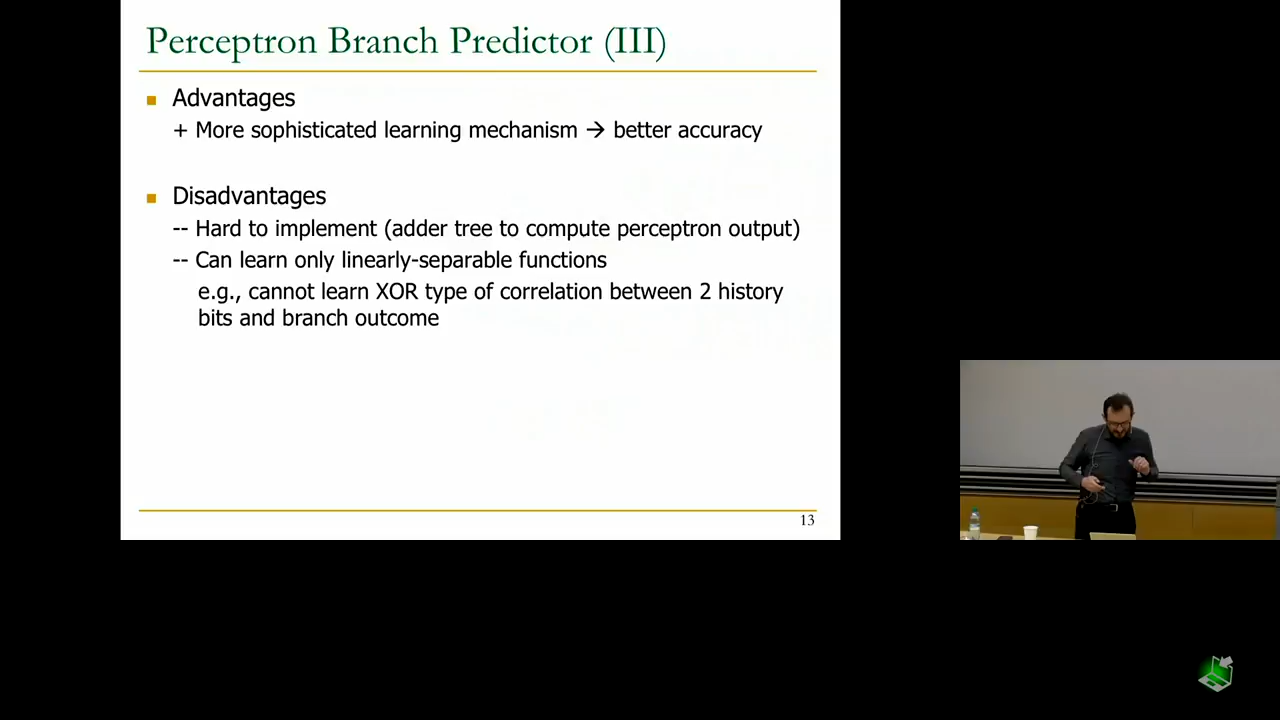 Perceptron Branch Predictor (III)
Advantages
+ More sophisticated learning mechanism → better accuracy
Disadvantages
-- Hard to implement (adder tree to compute perceptron output)
-- Can learn only linearly-separable functions
e.g., cannot learn XOR type of correlation between 2 history
bits and branch outcome
13